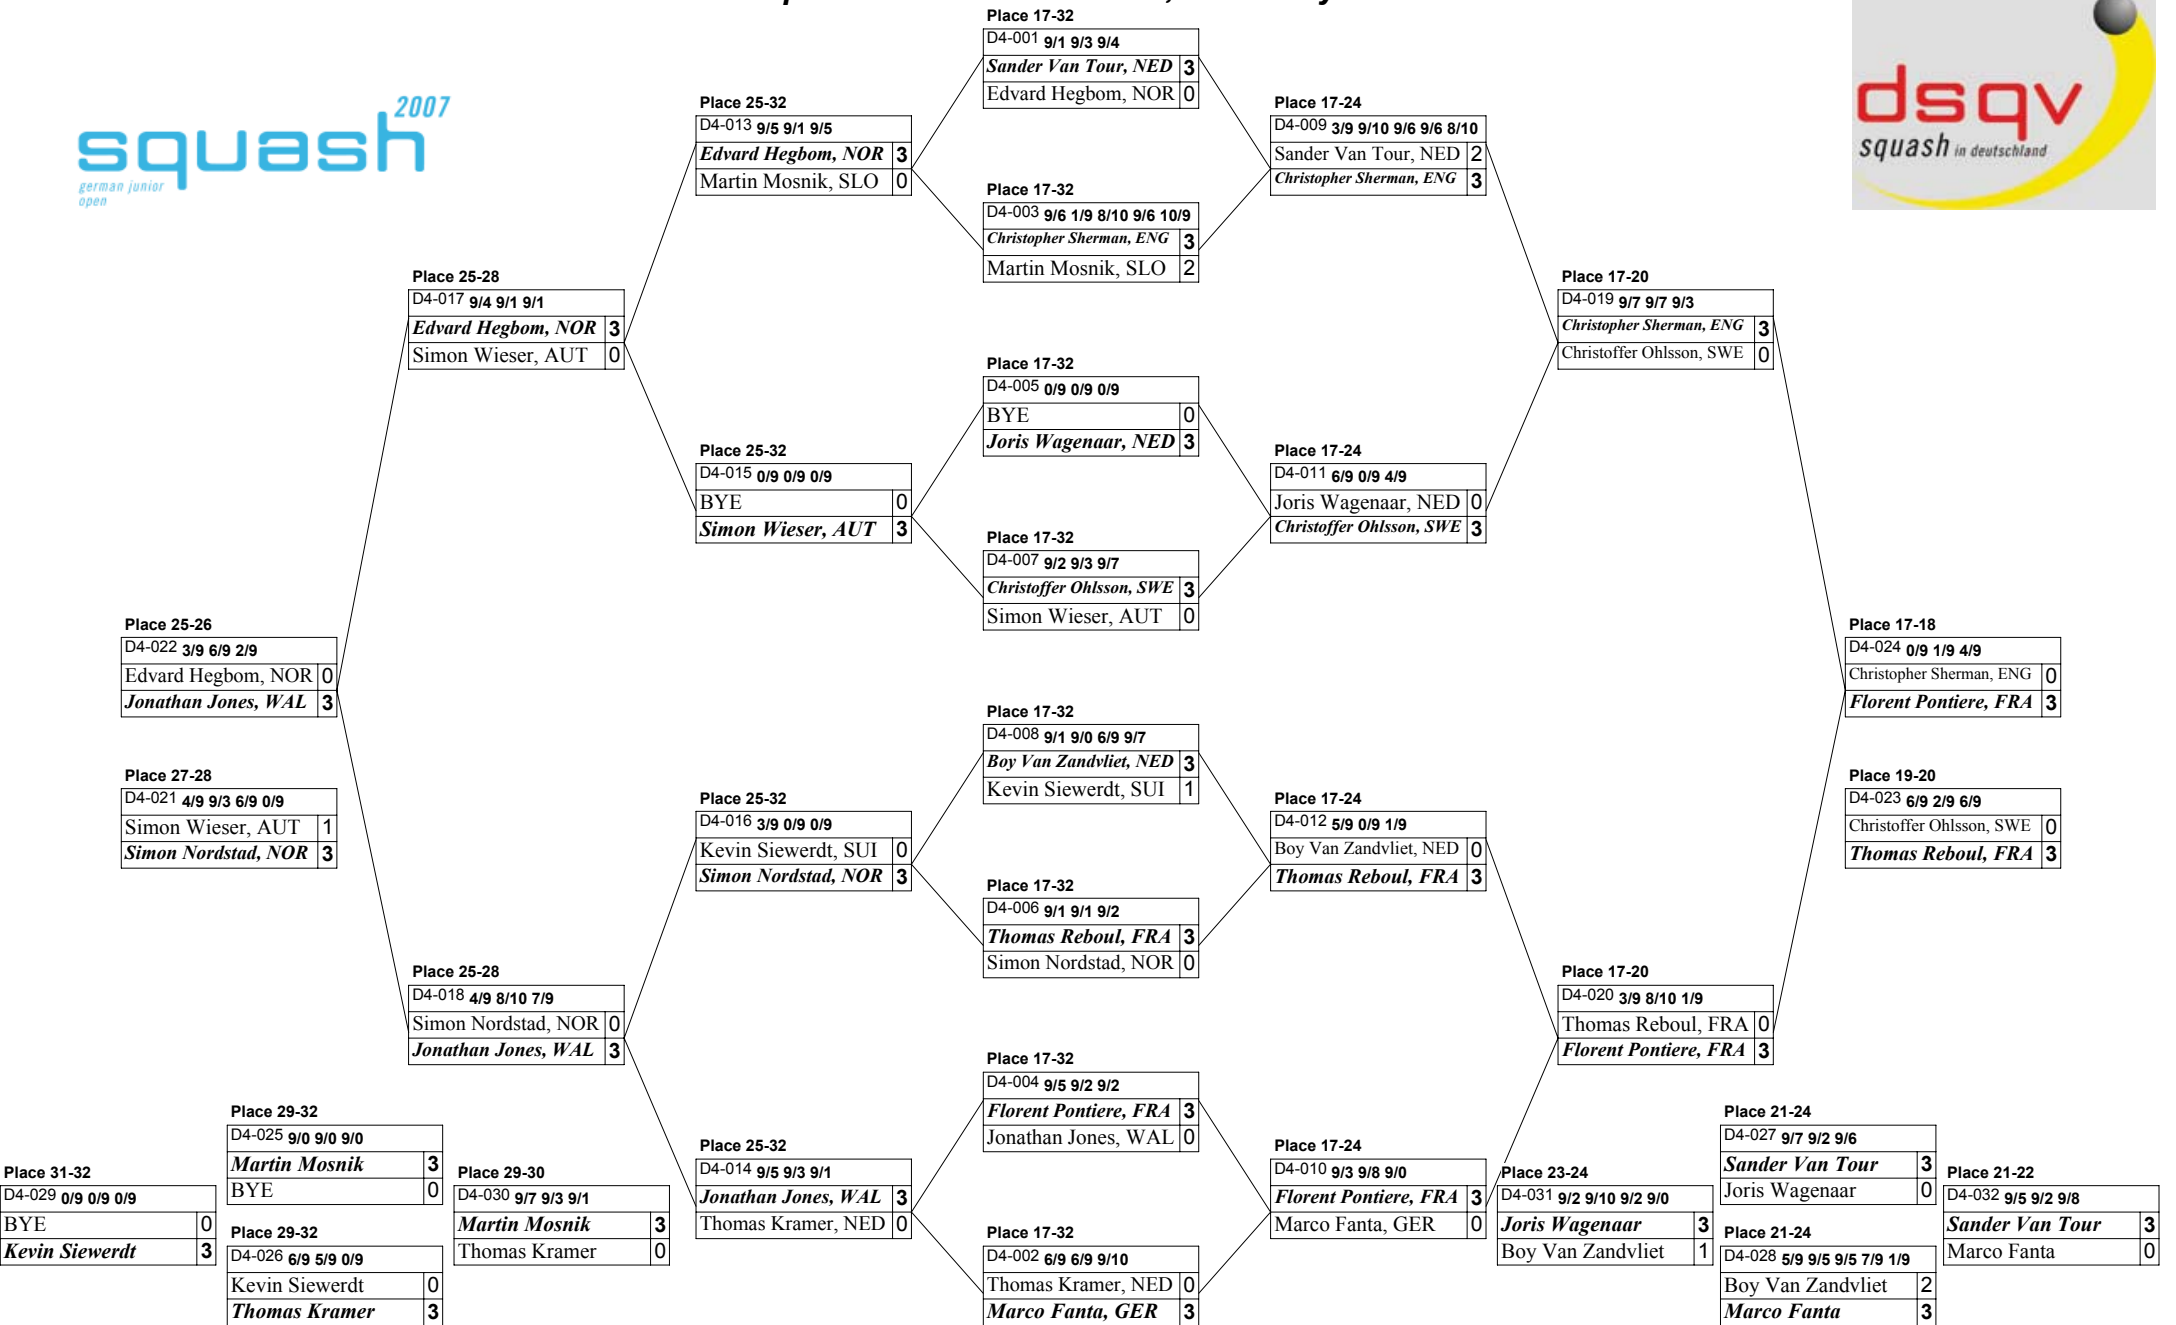 squash 2007
german junior
open
dsqv
squash in deutschland
Place 17-32
D4-001 9/1 9/3 9/4
Sander Van Tour, NED 3
Edvard Hegbom, NOR 0
Place 25-32
D4-013 9/5 9/1 9/5
Edvard Hegbom, NOR 3
Martin Mosnik, SLO 0
Place 17-24
D4-009 3/9 9/10 9/6 9/6 8/10
Sander Van Tour, NED 2
Christopher Sherman, ENG 3
Place 17-32
D4-003 9/6 1/9 8/10 9/6 10/9
Christopher Sherman, ENG 3
Martin Mosnik, SLO 2
Place 25-28
D4-017 9/4 9/1 9/1
Edvard Hegbom, NOR 3
Simon Wieser, AUT 0
Place 17-20
D4-019 9/7 9/7 9/3
Christopher Sherman, ENG 3
Christoffer Ohlsson, SWE 0
Place 17-32
D4-005 0/9 0/9 0/9
BYE 0
Joris Wagenaar, NED 3
Place 25-32
D4-015 0/9 0/9 0/9
BYE 0
Simon Wieser, AUT 3
Place 17-24
D4-011 6/9 0/9 4/9
Joris Wagenaar, NED 0
Christoffer Ohlsson, SWE 3
Place 17-32
D4-007 9/2 9/3 9/7
Christoffer Ohlsson, SWE 3
Simon Wieser, AUT 0
Place 25-26
D4-022 3/9 6/9 2/9
Edvard Hegbom, NOR 0
Jonathan Jones, WAL 3
Place 17-18
D4-024 0/9 1/9 4/9
Christopher Sherman, ENG 0
Florent Pontiere, FRA 3
Place 17-32
D4-008 9/1 9/0 6/9 9/7
Boy Van Zandvliet, NED 3
Kevin Siewerdt, SUI 1
Place 27-28
D4-021 4/9 9/3 6/9 0/9
Simon Wieser, AUT 1
Simon Nordstad, NOR 3
Place 19-20
D4-023 6/9 2/9 6/9
Christoffer Ohlsson, SWE 0
Thomas Reboul, FRA 3
Place 25-32
D4-016 3/9 0/9 0/9
Kevin Siewerdt, SUI 0
Simon Nordstad, NOR 3
Place 17-24
D4-012 5/9 0/9 1/9
Boy Van Zandvliet, NED 0
Thomas Reboul, FRA 3
Place 17-32
D4-006 9/1 9/1 9/2
Thomas Reboul, FRA 3
Simon Nordstad, NOR 0
Place 25-28
D4-018 4/9 8/10 7/9
Simon Nordstad, NOR 0
Jonathan Jones, WAL 3
Place 17-20
D4-020 3/9 8/10 1/9
Thomas Reboul, FRA 0
Florent Pontiere, FRA 3
Place 17-32
D4-004 9/5 9/2 9/2
Florent Pontiere, FRA 3
Jonathan Jones, WAL 0
Place 29-32
D4-025 9/0 9/0 9/0
Martin Mosnik 3
BYE 0
Place 21-24
D4-027 9/7 9/2 9/6
Sander Van Tour 3
Joris Wagenaar 0
Place 25-32
D4-014 9/5 9/3 9/1
Jonathan Jones, WAL 3
Thomas Kramer, NED 0
Place 17-24
D4-010 9/3 9/8 9/0
Florent Pontiere, FRA 3
Marco Fanta, GER 0
Place 31-32
D4-029 0/9 0/9 0/9
BYE 0
Kevin Siewerdt 3
Place 29-30
D4-030 9/7 9/3 9/1
Martin Mosnik 3
Thomas Kramer 0
Place 23-24
D4-031 9/2 9/10 9/2 9/0
Joris Wagenaar 3
Boy Van Zandvliet 1
Place 21-22
D4-032 9/5 9/2 9/8
Sander Van Tour 3
Marco Fanta 0
Place 29-32
D4-026 6/9 5/9 0/9
Kevin Siewerdt 0
Thomas Kramer 3
Place 17-32
D4-002 6/9 6/9 9/10
Thomas Kramer, NED 0
Marco Fanta, GER 3
Place 21-24
D4-028 5/9 9/5 9/5 7/9 1/9
Boy Van Zandvliet 2
Marco Fanta 3